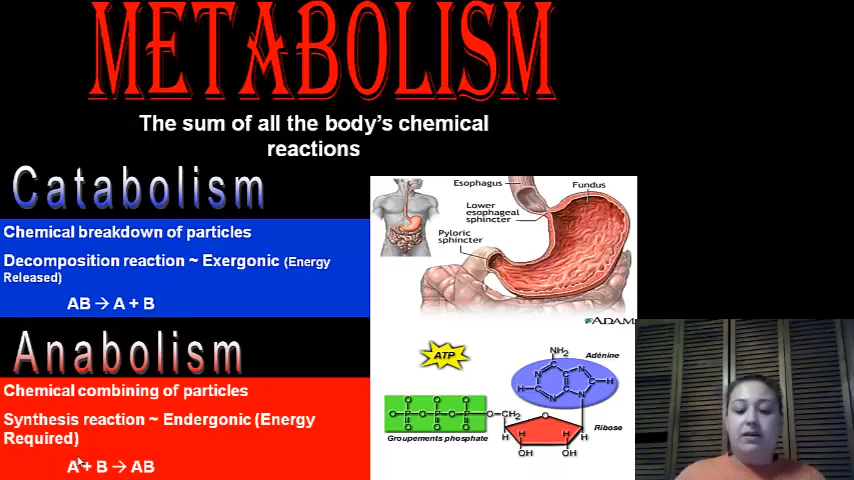 METABOLISM
The sum of all the body's chemical
reactions
Catabolism
Chemical breakdown of particles
Decomposition reaction ~ Exergonic (Energy
Released)
AB → A + B
Anabolism
Chemical combining of particles
Synthesis reaction ~ Endergonic (Energy
Required)
A + B → AB
Esophagus
Fundus
Lower
esophageal
sphincter
Pyloric
sphincter
ADAM
ATP
NH2
Adénine
N
C
N
C
C—H
H—C
C
N
N
O O O
O—P—O—P—O—P—O—CH2
O O O
Groupements phosphate
O
Ribose
H H H H
OH OH